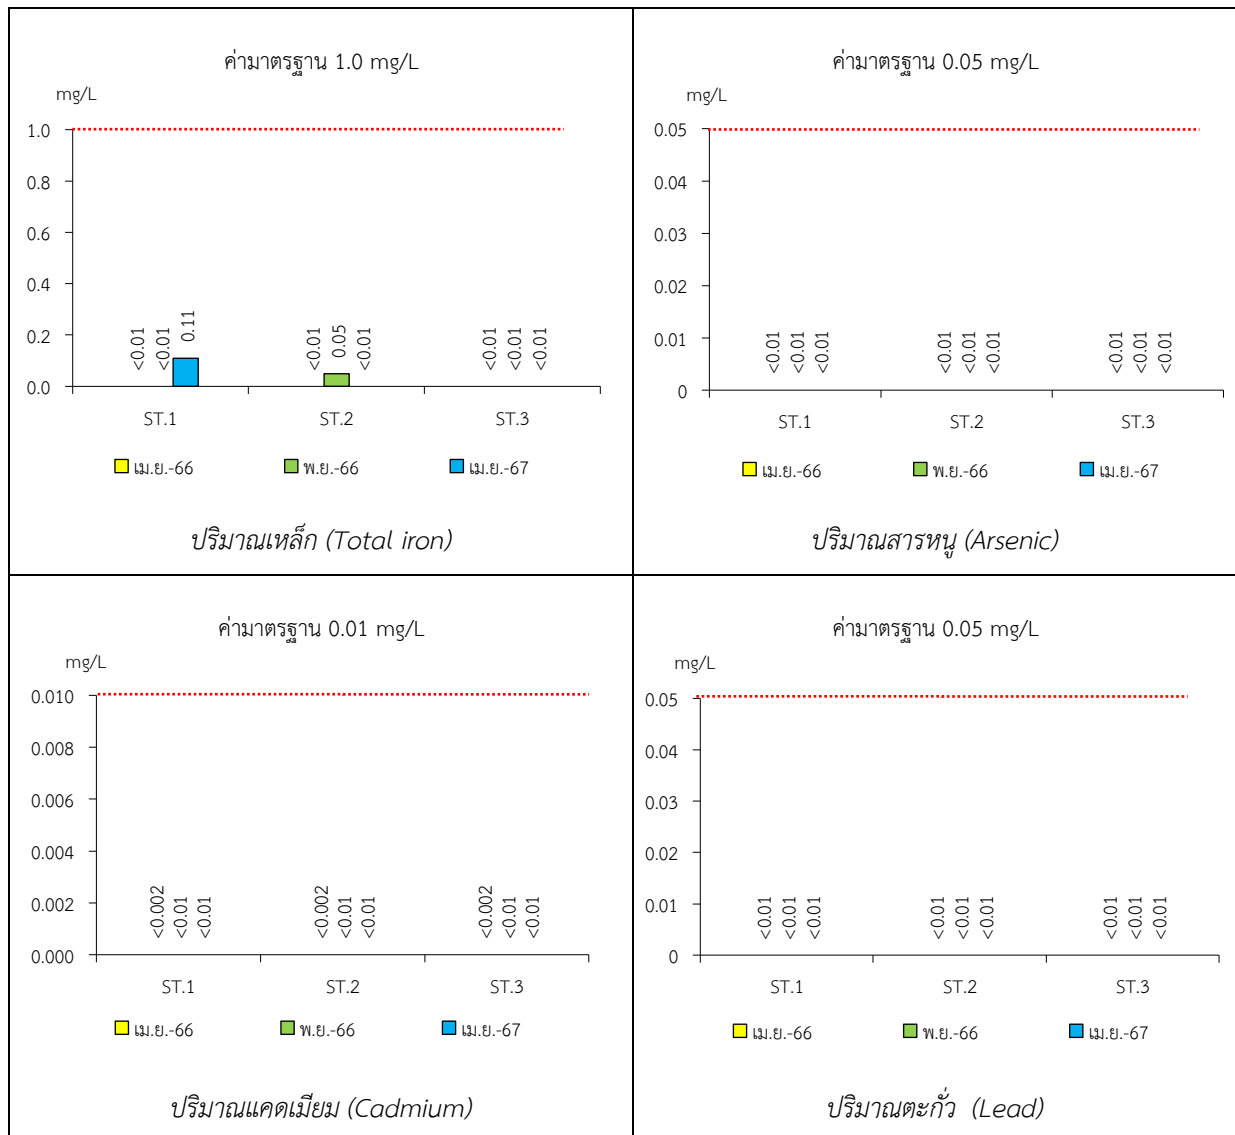 ค่ามาตรฐาน 1.0 mg/L
mg/L
1.0
0.8
0.6
0.4
0.2
0.0
<0.01 <0.01 0.11 <0.01 0.05 <0.01 <0.01 <0.01 <0.01
ST.1 ST.2 ST.3
เม.ย.-66 พ.ย.-66 เม.ย.-67
ปริมาณเหล็ก (Total iron)
ค่ามาตรฐาน 0.05 mg/L
mg/L
0.05
0.04
0.03
0.02
0.01
0
<0.01 <0.01 <0.01 <0.01 <0.01 <0.01 <0.01 <0.01 <0.01
ST.1 ST.2 ST.3
เม.ย.-66 พ.ย.-66 เม.ย.-67
ปริมาณสารหนู (Arsenic)
ค่ามาตรฐาน 0.01 mg/L
mg/L
0.010
0.008
0.006
0.004
0.002
0.000
<0.002 <0.01 <0.01 <0.002 <0.01 <0.01 <0.002 <0.01 <0.01
ST.1 ST.2 ST.3
เม.ย.-66 พ.ย.-66 เม.ย.-67
ปริมาณแคดเมียม (Cadmium)
ค่ามาตรฐาน 0.05 mg/L
mg/L
0.05
0.04
0.03
0.02
0.01
0
<0.01 <0.01 <0.01 <0.01 <0.01 <0.01 <0.01 <0.01 <0.01
ST.1 ST.2 ST.3
เม.ย.-66 พ.ย.-66 เม.ย.-67
ปริมาณตะกั่ว (Lead)